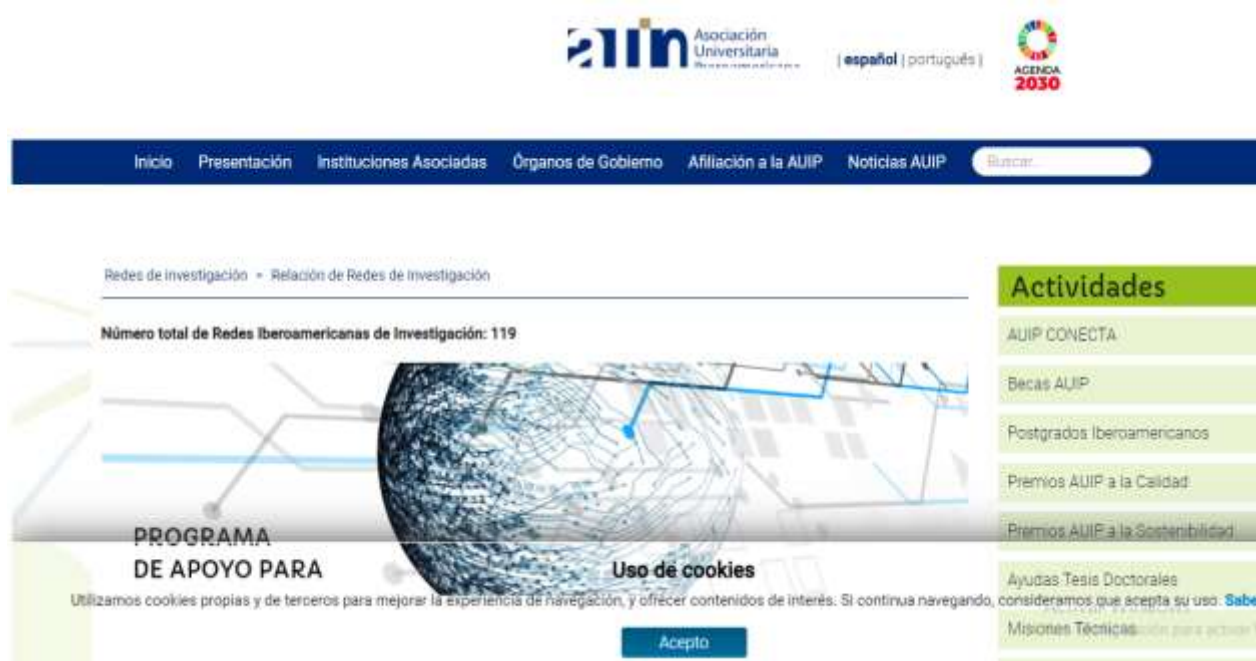 Asociación
Universitaria
| español | português |
AGENDA
2030
Inicio Presentación Instituciones Asociadas Órganos de Gobierno Afiliación a la AUIP Noticias AUIP Buscar...
Redes de investigación » Relación de Redes de Investigación
Número total de Redes Iberoamericanas de Investigación: 119
PROGRAMA
DE APOYO PARA
Actividades
AUIP CONECTA
Becas AUIP
Postgrados Iberoamericanos
Premios AUIP a la Calidad
Premios AUIP a la Sostenibilidad
Ayudas Tesis Doctorales
Misiones Técnicas
Uso de cookies
Utilizamos cookies propias y de terceros para mejorar la experiencia de navegación, y ofrecer contenidos de interés. Si continua navegando, consideramos que acepta su uso. Sabe
Acepto